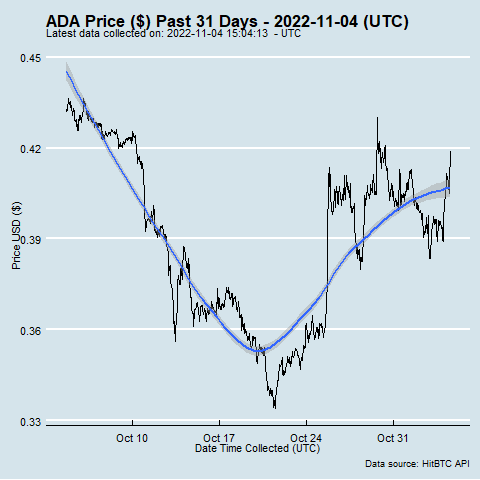 ADA Price ($) Past 31 Days - 2022-11-04 (UTC)
Latest data collected on: 2022-11-04 15:04:13 - UTC
0.45
0.42
0.39
0.36
0.33
Price USD ($)
Oct 10
Oct 17
Oct 24
Oct 31
Date Time Collected (UTC)
Data source: HitBTC API